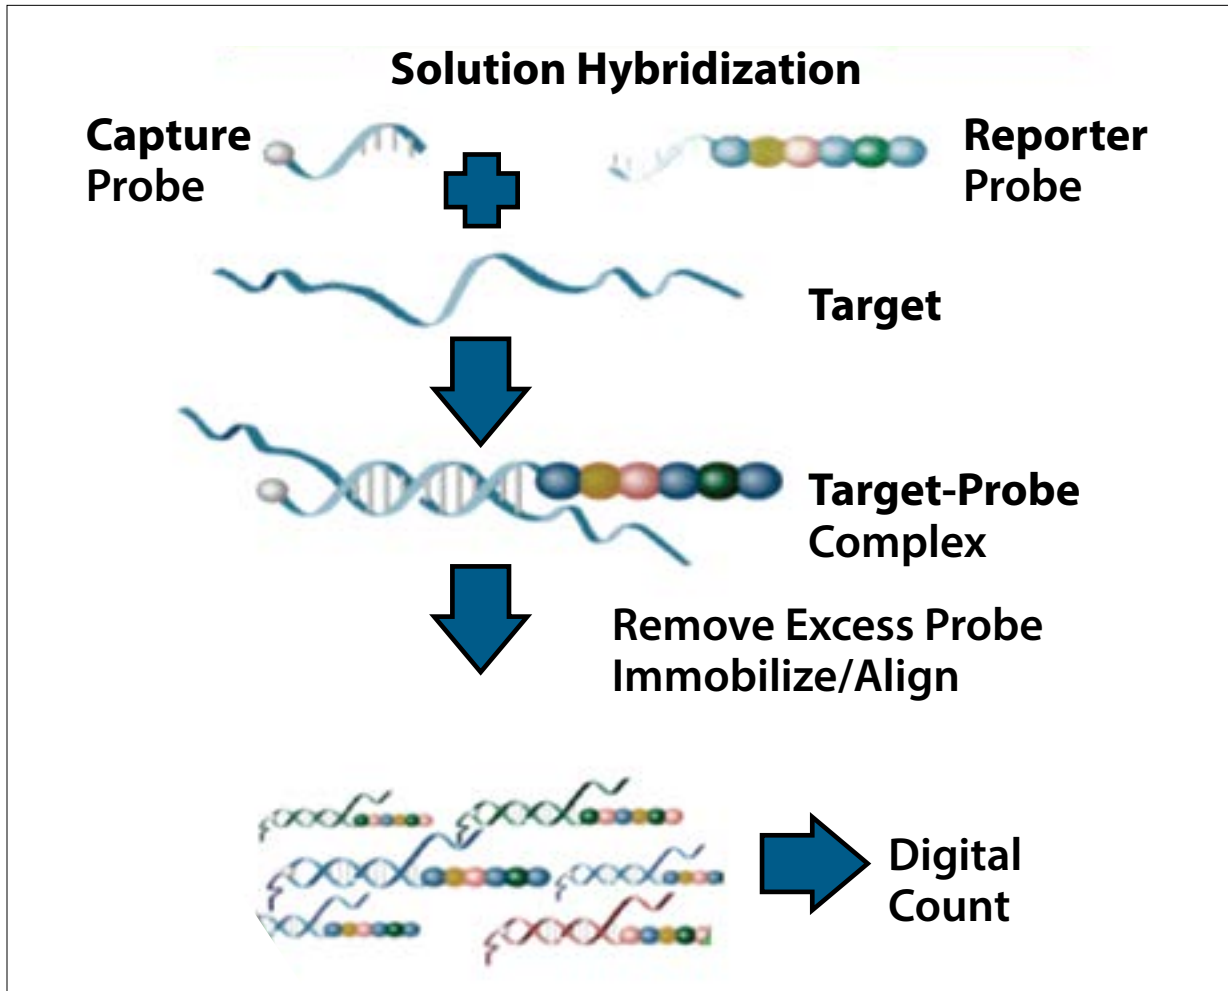 Solution Hybridization
Capture
Probe
Reporter
Probe
Target
Target-Probe
Complex
Remove Excess Probe
Immobilize/Align
Digital
Count